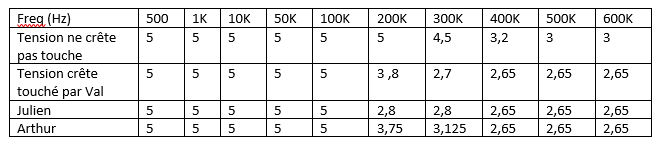 Freq (Hz) 500 1K 10K 50K 100K 200K 300K 400K 500K 600K
Tension ne crête pas touche 5 5 5 5 5 5 4,5 3,2 3 3
Tension crête touché par Val 5 5 5 5 5 3 ,8 2,7 2,65 2,65 2,65
Julien 5 5 5 5 5 2,8 2,8 2,65 2,65 2,65
Arthur 5 5 5 5 5 3,75 3,125 2,65 2,65 2,65